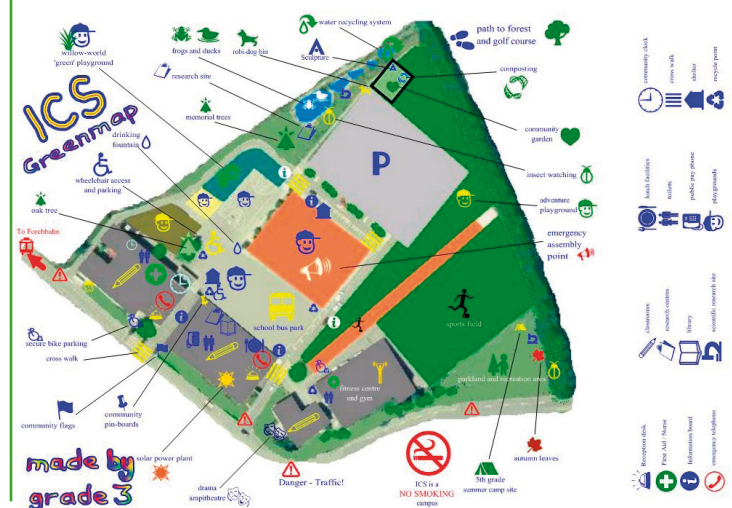 willow-world
'green' playground
ICS
Greenmap
frogs and ducks
robi-dog bin
water recycling system
Sculpture
research site
memorial trees
drinking
fountain
wheelchair access
and parking
oak tree
To Forchbahn
secure bike parking
cross walk
community flags
community
pin-boards
solar power plant
drama
ampitheatre
made by
grade 3
path to forest
and golf course
composting
community
garden
insect watching
adventure
playground
emergency
assembly
point
P
school bus park
sports field
fitness centre
and gym
parkland and recreation area
autumn leaves
5th grade
summer camp site
ICS is a
NO SMOKING
campus
Danger - Traffic!
community clock
cross walk
shelter
recycle point
lunch facilities
toilets
public pay phone
playgrounds
classrooms
research centres
library
scientific research site
Reception desk
First Aid / Nurse
Information board
emergency telephone